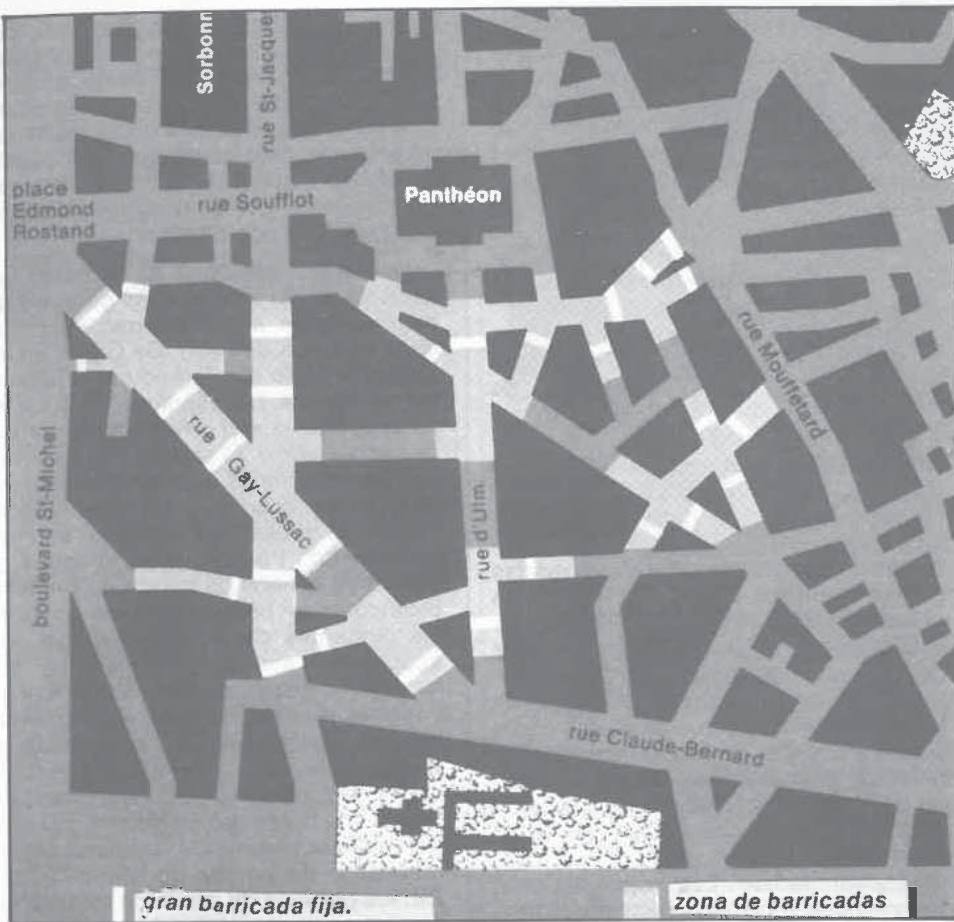 Sorbonn
rue St-Jacques
place
Edmond
Rostand
rue Soufflot
Panthéon
rue Mouffetard
rue Gay-Lussac
boulevard St-Michel
rue d'Ulm.
rue Claude-Bernard
gran barricada fija.
zona de barricadas